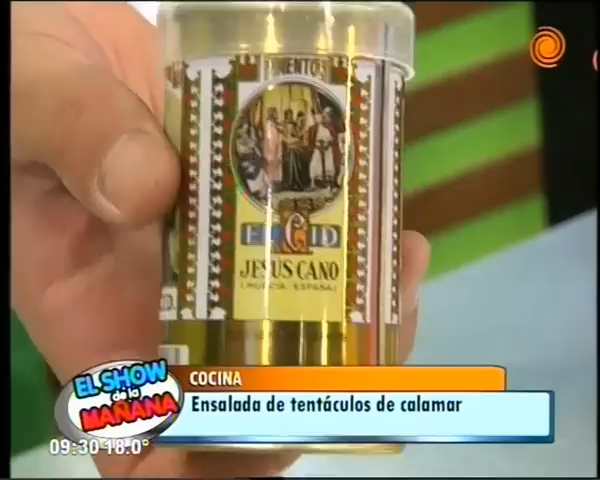 PIMENTON
EL CID
JESUS CANO
(MURCIA ESPAÑA)
COCINA
EL SHOW
de la
MAÑANA
Ensalada de tentáculos de calamar
09:30 18.0°